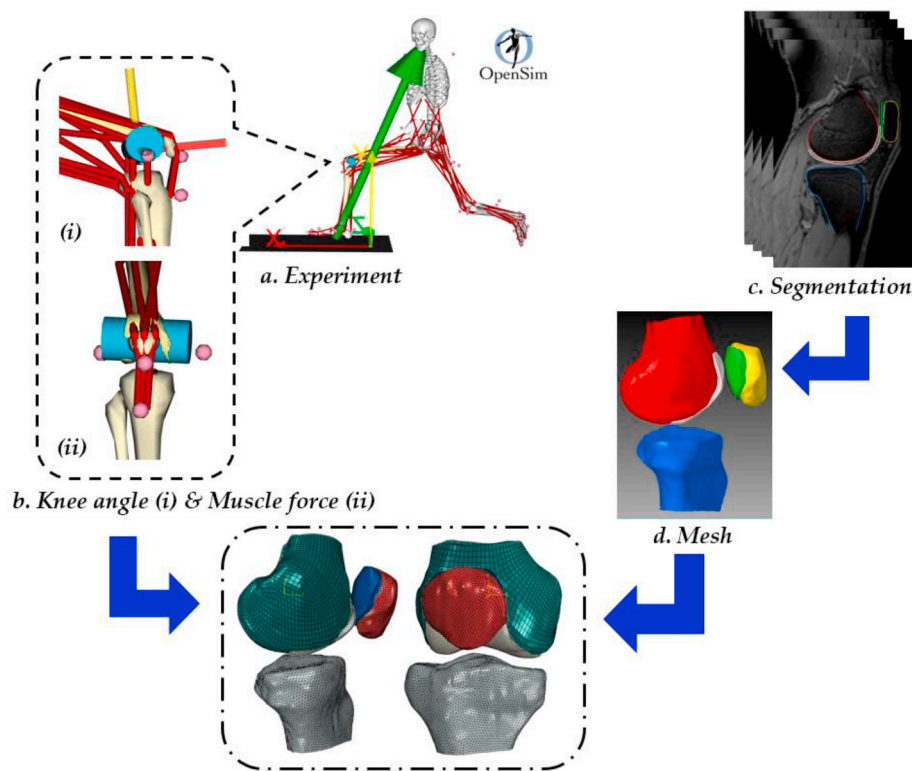 OpenSim
(i)
X
a. Experiment
c. Segmentation
(ii)
b. Knee angle (i) & Muscle force (ii)
d. Mesh